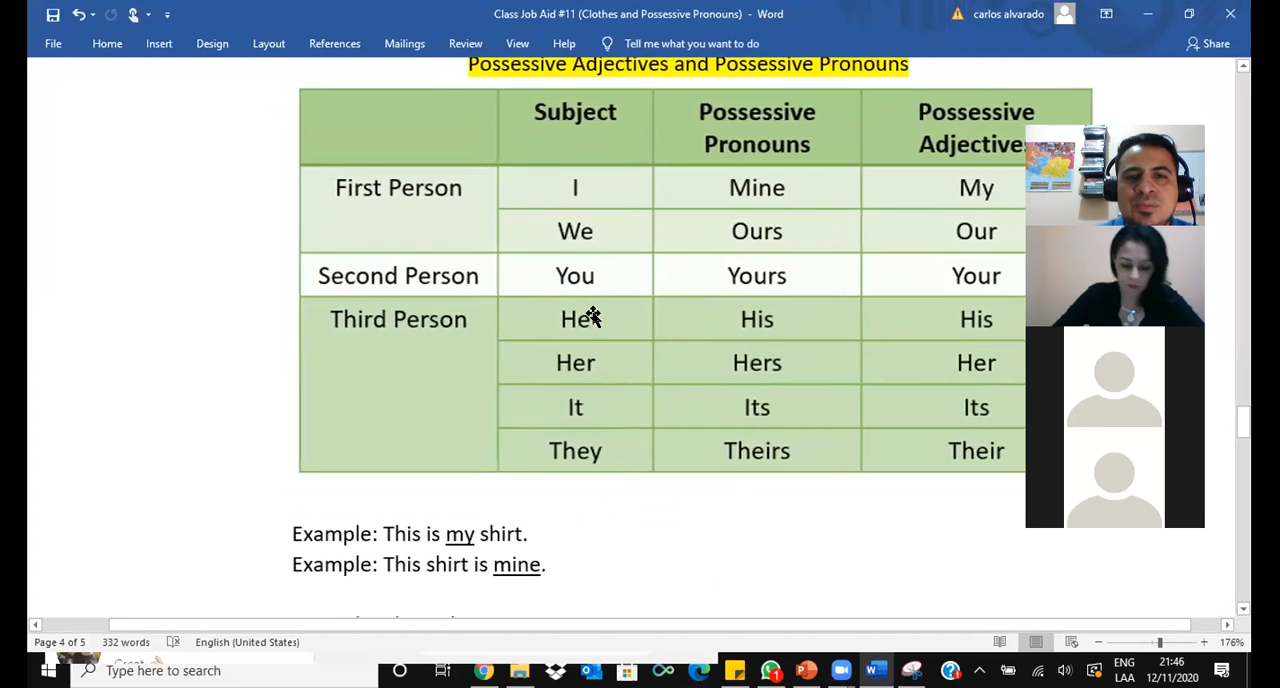 Class Job Aid #11 (Clothes and Possessive Pronouns) - Word
carlos alvarado
File Home Insert Design Layout References Mailings Review View Help Tell me what you want to do Share
Possessive Adjectives and Possessive Pronouns
Subject Possessive Pronouns Possessive Adjectives
First Person I Mine My
We Ours Our
Second Person You Yours Your
Third Person He His His
Her Hers Her
It Its Its
They Theirs Their
Example: This is my shirt.
Example: This shirt is mine.
Page 4 of 5 332 words English (United States) 176%
Type here to search
1
ENG 21:46
LAA 12/11/2020